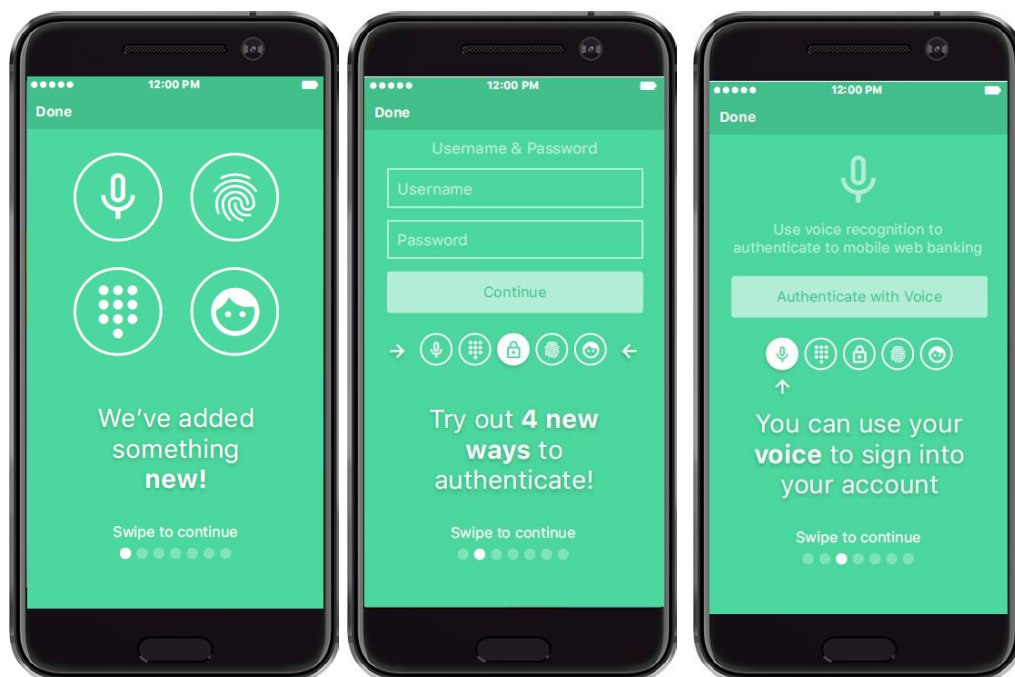 12:00 PM
Done
We've added
something
new!
Swipe to continue
12:00 PM
Done
Username & Password
Username
Password
Continue
Try out 4 new
ways to
authenticate!
Swipe to continue
12:00 PM
Done
Use voice recognition to
authenticate to mobile web banking
Authenticate with Voice
You can use your
voice to sign into
your account
Swipe to continue